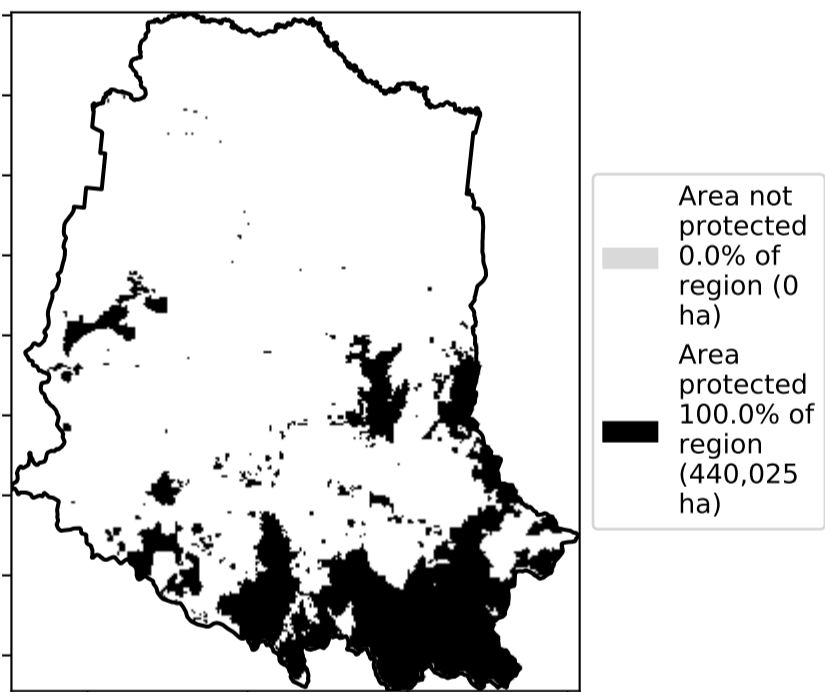 Area not
protected
0.0% of
region (0
ha)
Area
protected
100.0% of
region
(440,025
ha)